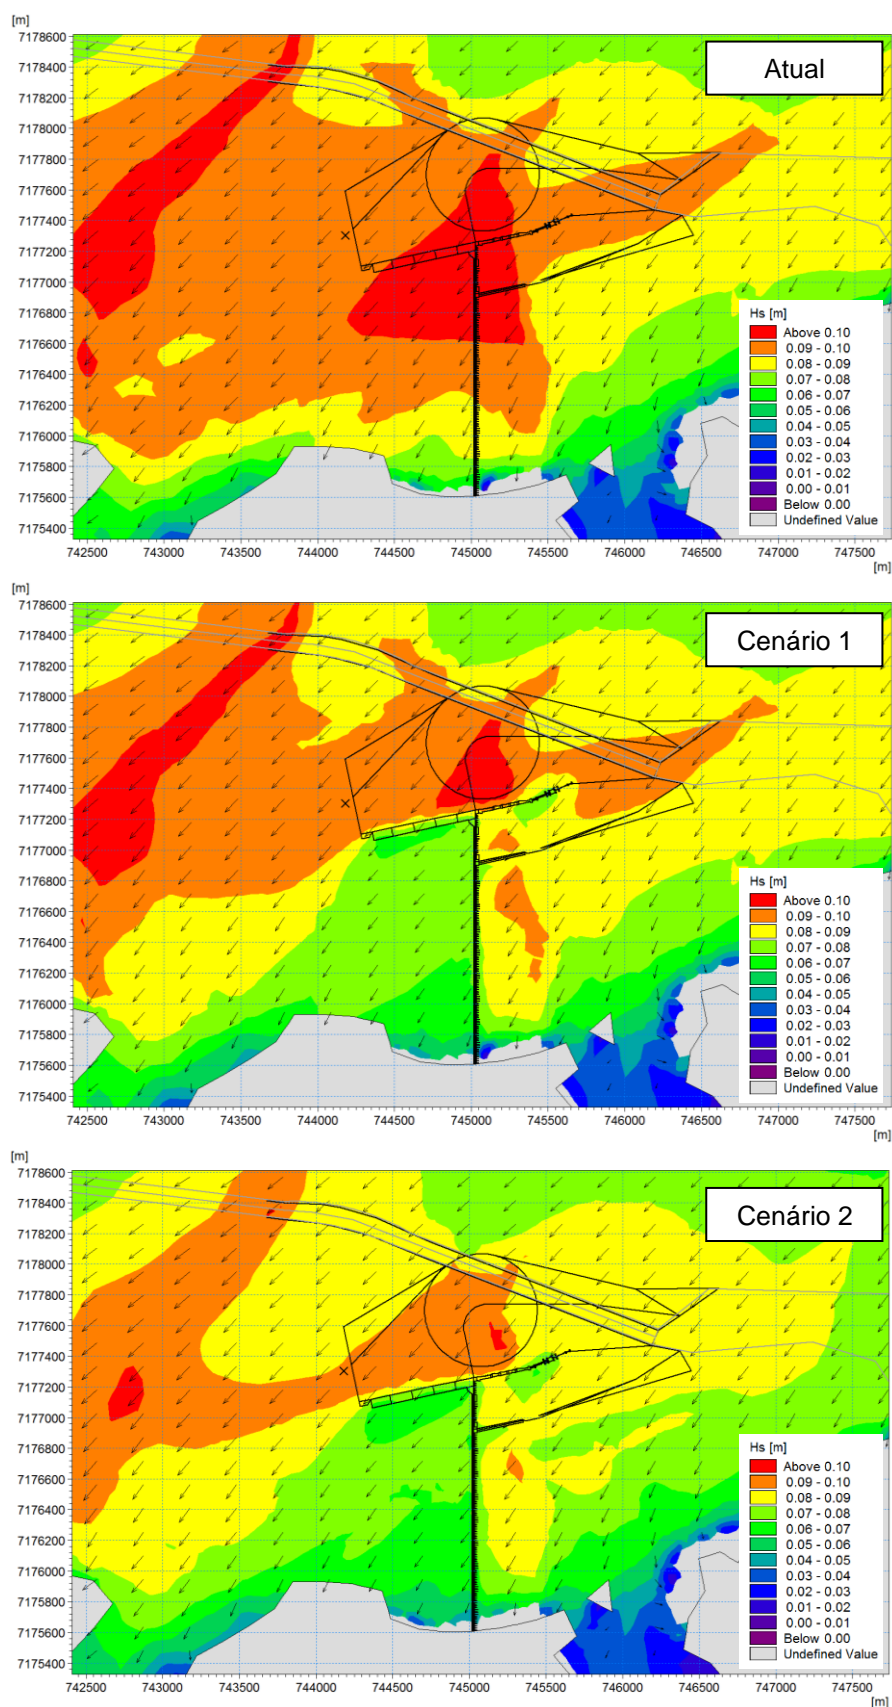 [m]
7178600
Atual
7178400
7178200
7178000
7177800
7177600
7177400
7177200
7177000
7176800
7176600
7176400
7176200
7176000
7175800
7175600
7175400
Hs [m]
Above 0.10
0.09 - 0.10
0.08 - 0.09
0.07 - 0.08
0.06 - 0.07
0.05 - 0.06
0.04 - 0.05
0.03 - 0.04
0.02 - 0.03
0.01 - 0.02
0.00 - 0.01
Below 0.00
Undefined Value
742500 743000 743500 744000 744500 745000 745500 746000 746500 747000 747500
[m]
[m]
7178600
Cenário 1
7178400
7178200
7178000
7177800
7177600
7177400
7177200
7177000
7176800
7176600
7176400
7176200
7176000
7175800
7175600
7175400
Hs [m]
Above 0.10
0.09 - 0.10
0.08 - 0.09
0.07 - 0.08
0.06 - 0.07
0.05 - 0.06
0.04 - 0.05
0.03 - 0.04
0.02 - 0.03
0.01 - 0.02
0.00 - 0.01
Below 0.00
Undefined Value
742500 743000 743500 744000 744500 745000 745500 746000 746500 747000 747500
[m]
[m]
7178600
Cenário 2
7178400
7178200
7178000
7177800
7177600
7177400
7177200
7177000
7176800
7176600
7176400
7176200
7176000
7175800
7175600
7175400
Hs [m]
Above 0.10
0.09 - 0.10
0.08 - 0.09
0.07 - 0.08
0.06 - 0.07
0.05 - 0.06
0.04 - 0.05
0.03 - 0.04
0.02 - 0.03
0.01 - 0.02
0.00 - 0.01
Below 0.00
Undefined Value
742500 743000 743500 744000 744500 745000 745500 746000 746500 747000 747500
[m]